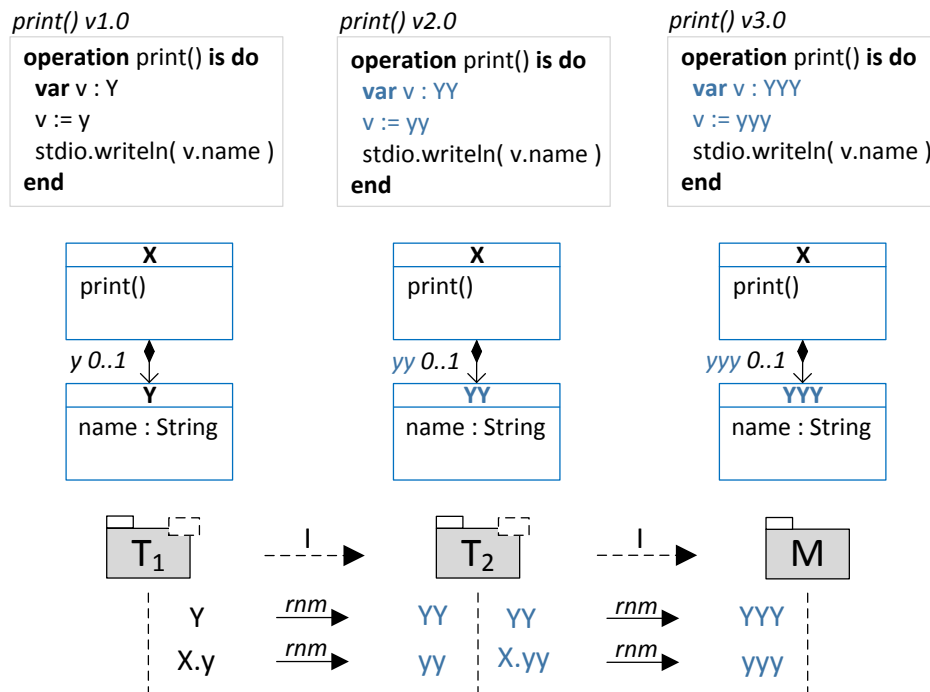 print() v1.0
operation print() is do
var v : Y
v := y
stdio.writeln( v.name )
end
print() v2.0
operation print() is do
var v : YY
v := yy
stdio.writeln( v.name )
end
print() v3.0
operation print() is do
var v : YYY
v := yyy
stdio.writeln( v.name )
end
X
print()
y 0..1
Y
name : String
X
print()
yy 0..1
YY
name : String
X
print()
yyy 0..1
YYY
name : String
T1 I T2 I M
Y rnm YY YY rnm YYY
X.y rnm yy X.yy rnm yyy